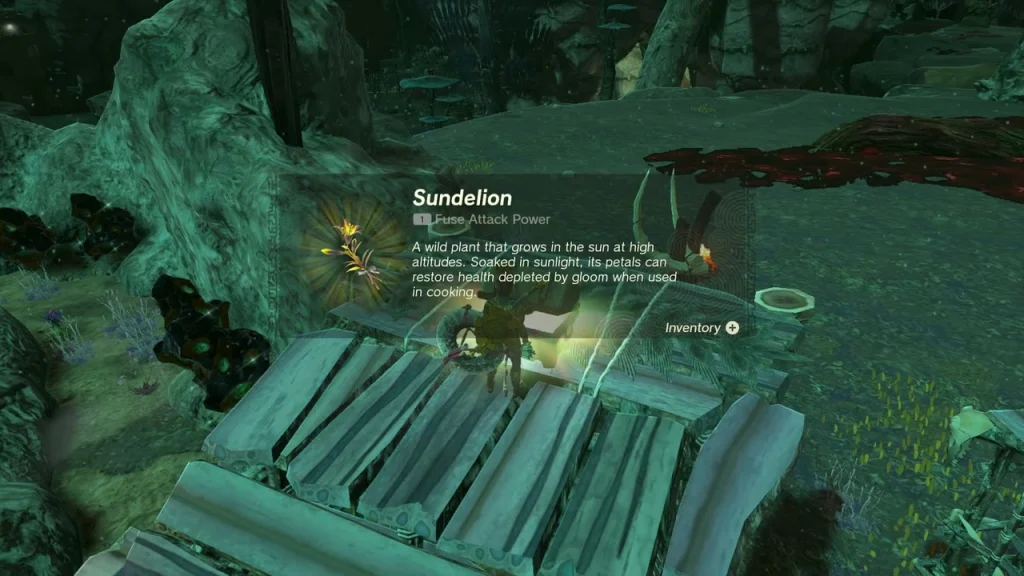 Sundelion
1 Fuse Attack Power
A wild plant that grows in the sun at high
altitudes. Soaked in sunlight, its petals can
restore health depleted by gloom when used
in cooking.
Inventory +